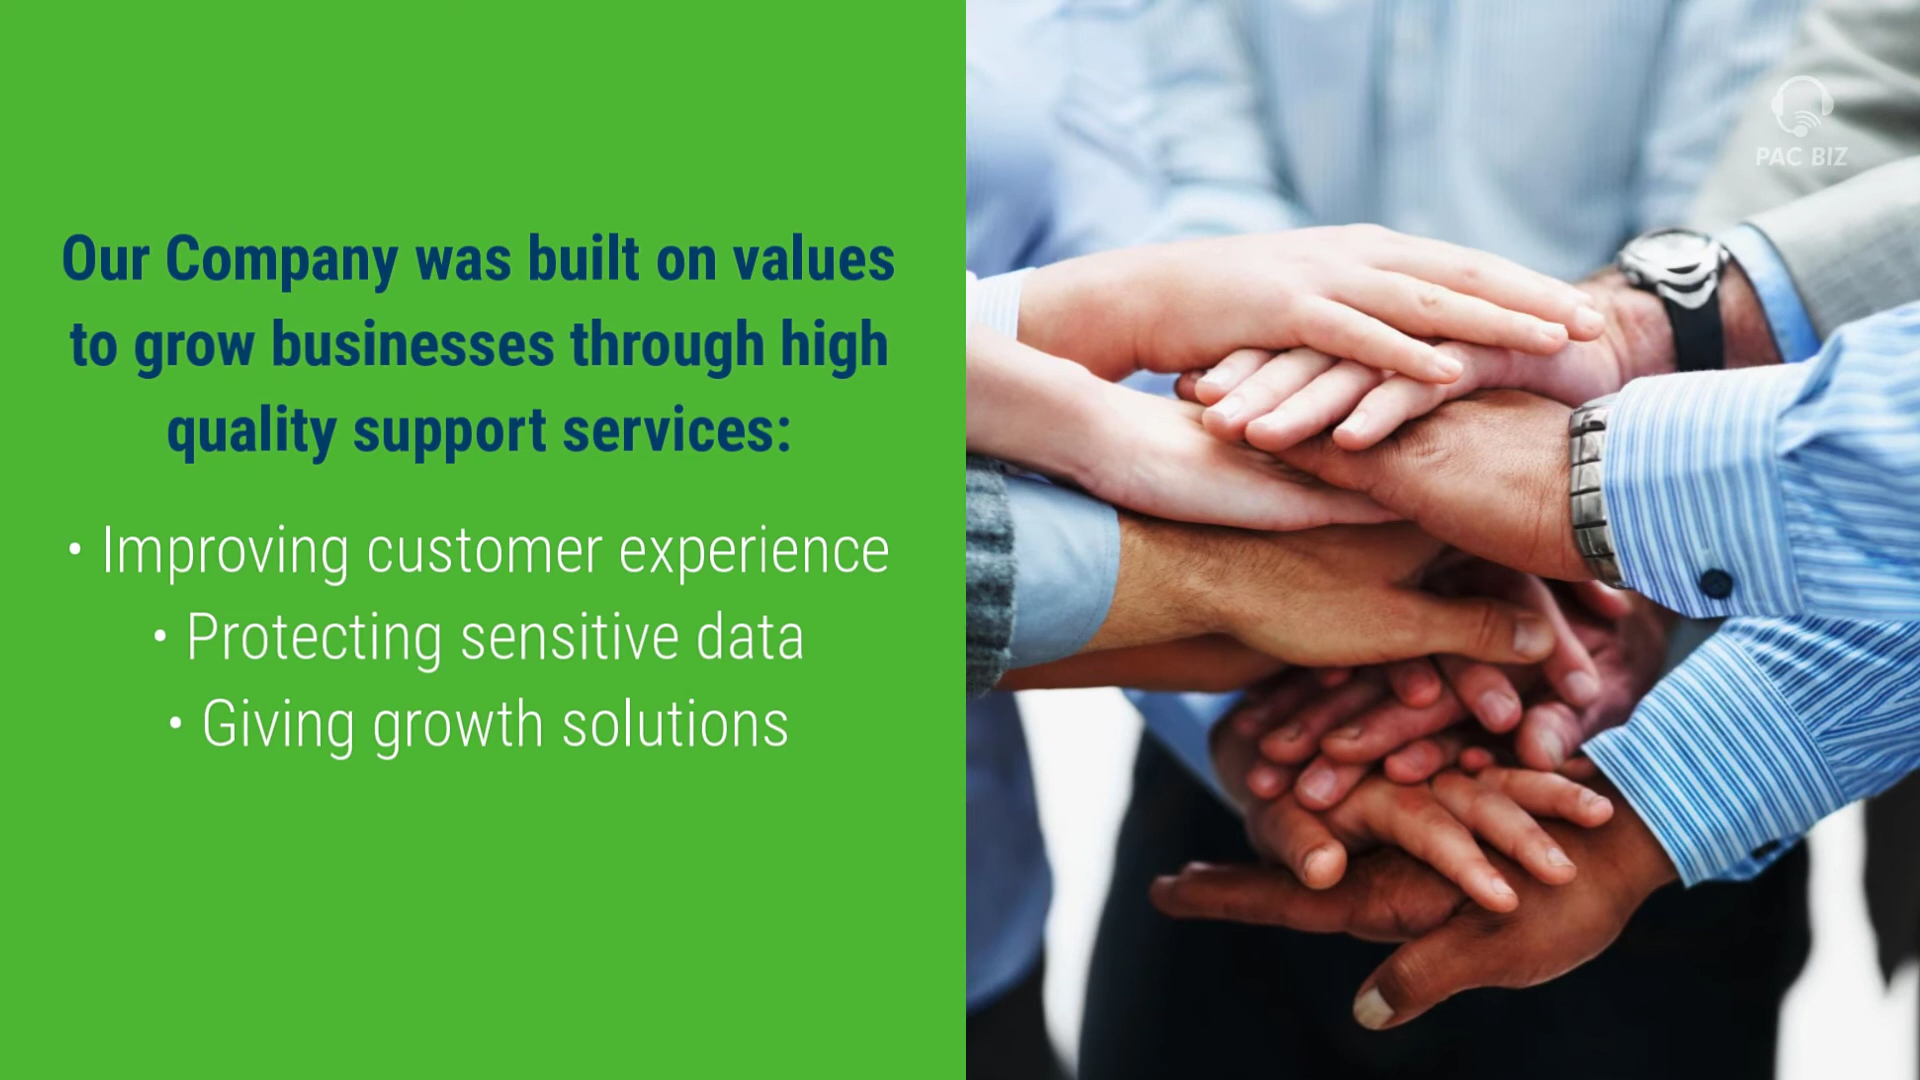 Our Company was built on values
to grow businesses through high
quality support services:
• Improving customer experience
• Protecting sensitive data
• Giving growth solutions
PAC BIZ